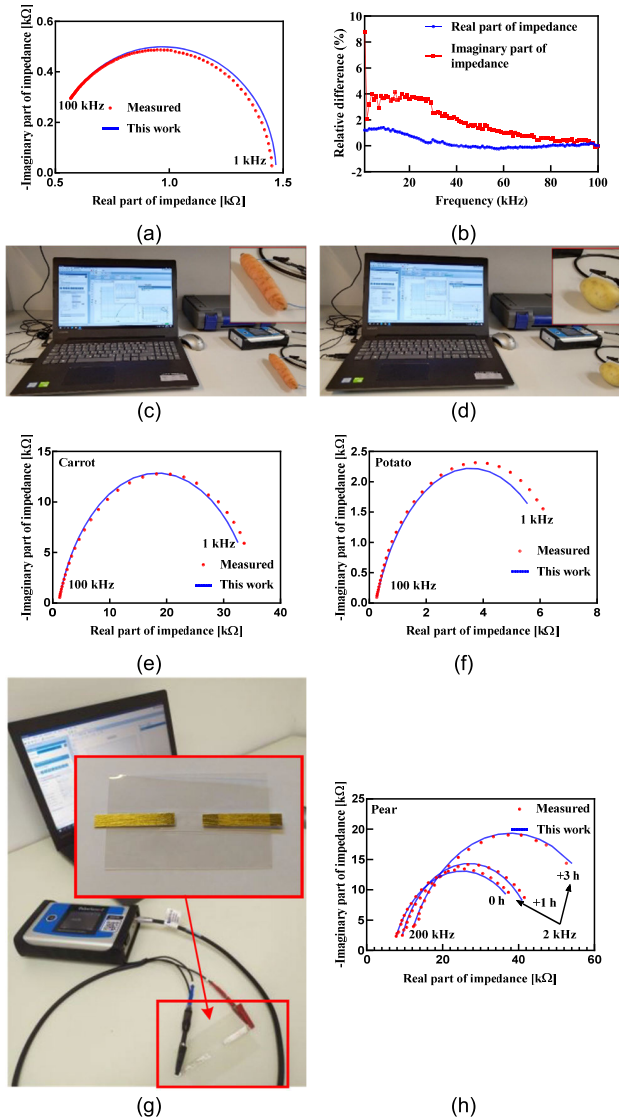 -Imaginary part of impedance [kΩ]
0.6
0.4
0.2
0.0
100 kHz
Measured
This work
1 kHz
0.5
1.0
1.5
Real part of impedance [kΩ]
(a)
Relative difference (%)
10
8
6
4
2
0
-2
Real part of impedance
Imaginary part of
impedance
20
40
60
80
100
Frequency (kHz)
(b)
(c)
(d)
-Imaginary part of impedance [kΩ]
15
10
5
0
Carrot
1 kHz
Measured
This work
100 kHz
0
10
20
30
40
Real part of impedance [kΩ]
(e)
-Imaginary part of impedance [kΩ]
2.5
2.0
1.5
1.0
0.5
0.0
Potato
1 kHz
Measured
This work
100 kHz
0
2
4
6
8
Real part of impedance [kΩ]
(f)
(g)
-Imaginary part of impedance [kΩ]
25
20
15
10
5
0
Pear
Measured
This work
+3 h
0 h
+1 h
200 kHz
2 kHz
0
20
40
60
Real part of impedance [kΩ]
(h)